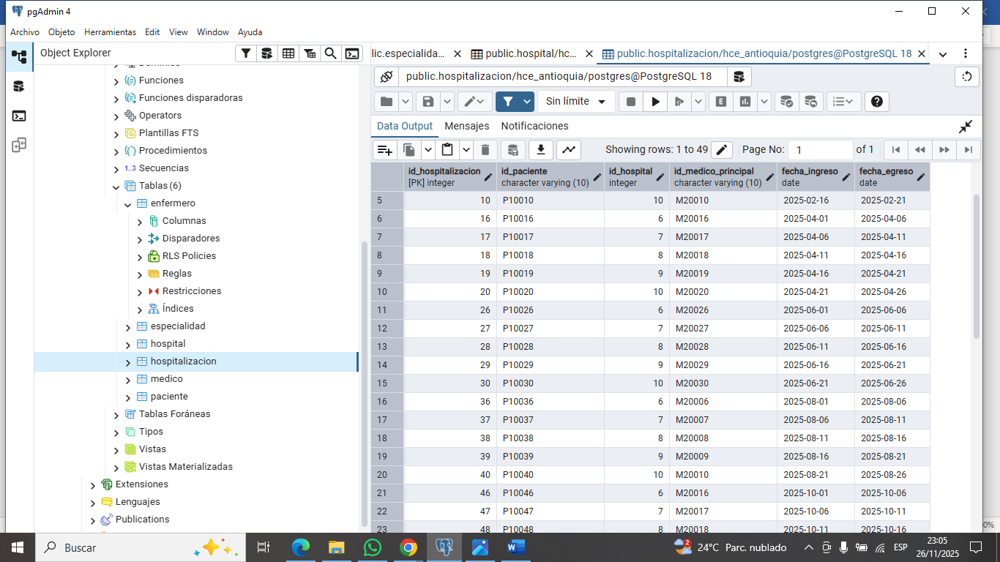 pgAdmin 4
Archivo Objeto Herramientas Edit View Window Ayuda
Object Explorer
lic.especialida... public.hospital/hc... public.hospitalizacion/hce_antioquia/postgres@PostgreSQL 18
public.hospitalizacion/hce_antioquia/postgres@PostgreSQL 18
Sin límite
E
Data Output Mensajes Notificaciones
Showing rows: 1 to 49 Page No: 1 of 1
Dominios
Funciones
Funciones disparadoras
Operators
Plantillas FTS
Procedimientos
1..3 Secuencias
Tablas (6)
enfermero
Columnas
Disparadores
RLS Policies
Reglas
Restricciones
Índices
especialidad
hospital
hospitalizacion
medico
paciente
Tablas Foráneas
Tipos
Vistas
Vistas Materializadas
Extensiones
Lenguajes
Publications
id_hospitalizacion id_paciente id_hospital id_medico_principal fecha_ingreso fecha_egreso
[PK] integer character varying (10) integer character varying (10) date date
5 10 P10010 10 M20010 2025-02-16 2025-02-21
6 16 P10016 6 M20016 2025-04-01 2025-04-06
7 17 P10017 7 M20017 2025-04-06 2025-04-11
8 18 P10018 8 M20018 2025-04-11 2025-04-16
9 19 P10019 9 M20019 2025-04-16 2025-04-21
10 20 P10020 10 M20020 2025-04-21 2025-04-26
11 26 P10026 6 M20026 2025-06-01 2025-06-06
12 27 P10027 7 M20027 2025-06-06 2025-06-11
13 28 P10028 8 M20028 2025-06-11 2025-06-16
14 29 P10029 9 M20029 2025-06-16 2025-06-21
15 30 P10030 10 M20030 2025-06-21 2025-06-26
16 36 P10036 6 M20006 2025-08-01 2025-08-06
17 37 P10037 7 M20007 2025-08-06 2025-08-11
18 38 P10038 8 M20008 2025-08-11 2025-08-16
19 39 P10039 9 M20009 2025-08-16 2025-08-21
20 40 P10040 10 M20010 2025-08-21 2025-08-26
21 46 P10046 6 M20016 2025-10-01 2025-10-06
22 47 P10047 7 M20017 2025-10-06 2025-10-11
23 48 P10048 8 M20018 2025-10-11 2025-10-16
0%
Buscar
24°C Parc. nublado
ESP
23:05
26/11/2025